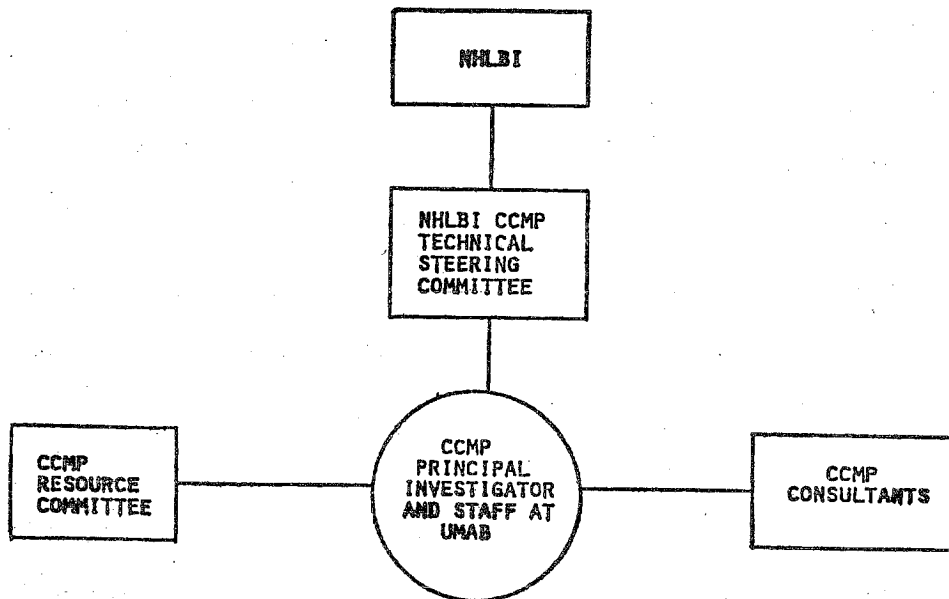 NHLBI
NHLBI CCMP
TECHNICAL
STEERING
COMMITTEE
CCMP
RESOURCE
COMMITTEE
CCMP
PRINCIPAL
INVESTIGATOR
AND STAFF AT
UMAB
CCMP
CONSULTANTS